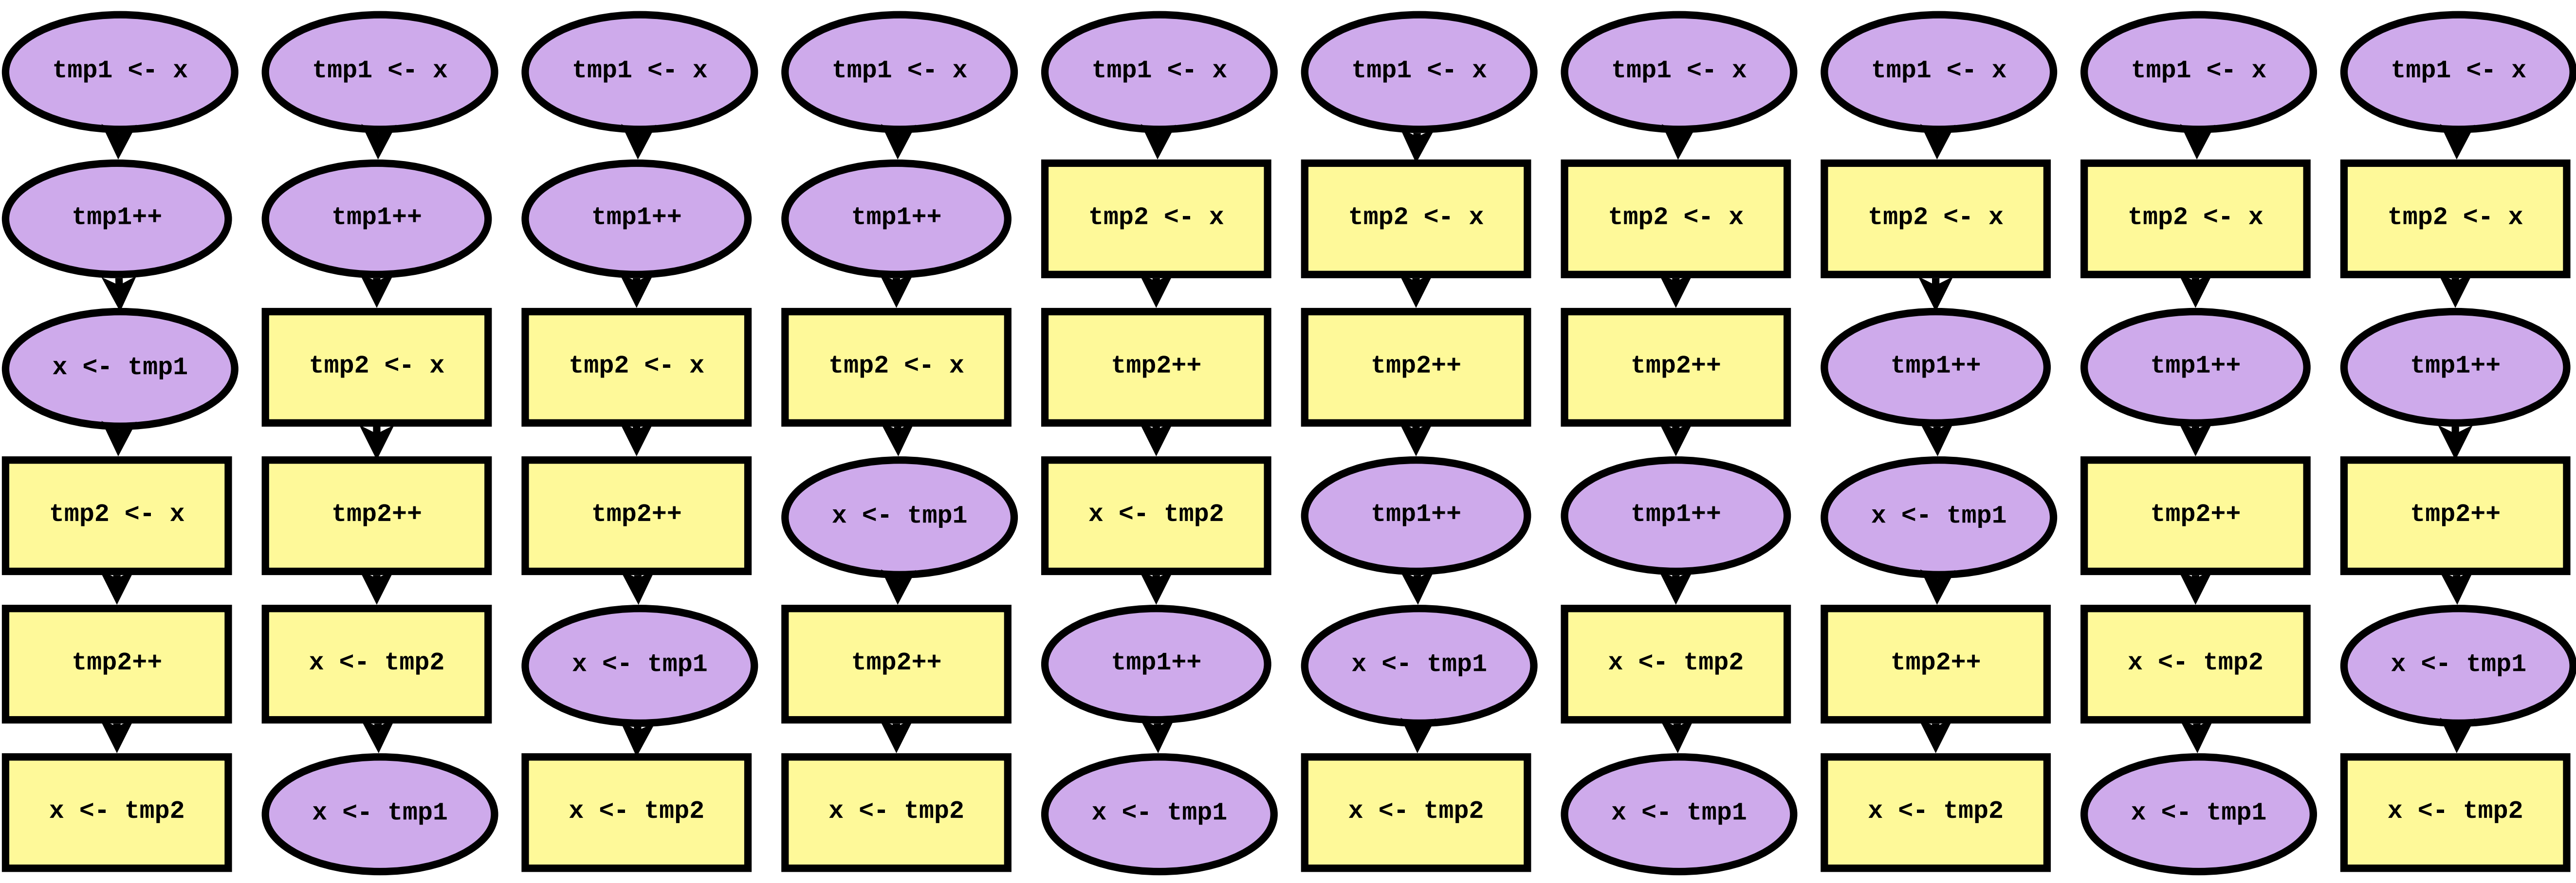 tmp1 <- x
tmp1++
x <- tmp1
tmp2 <- x
tmp2++
x <- tmp2
tmp1 <- x
tmp1++
tmp2 <- x
tmp2++
x <- tmp2
x <- tmp1
tmp1 <- x
tmp1++
tmp2 <- x
tmp2++
x <- tmp1
x <- tmp2
tmp1 <- x
tmp1++
tmp2 <- x
x <- tmp1
tmp2++
x <- tmp2
tmp1 <- x
tmp2 <- x
tmp2++
x <- tmp2
tmp1++
x <- tmp1
tmp1 <- x
tmp2 <- x
tmp2++
tmp1++
x <- tmp1
x <- tmp2
tmp1 <- x
tmp2 <- x
tmp2++
tmp1++
x <- tmp2
x <- tmp1
tmp1 <- x
tmp2 <- x
tmp1++
x <- tmp1
tmp2++
x <- tmp2
tmp1 <- x
tmp2 <- x
tmp1++
tmp2++
x <- tmp2
x <- tmp1
tmp1 <- x
tmp2 <- x
tmp1++
tmp2++
x <- tmp1
x <- tmp2